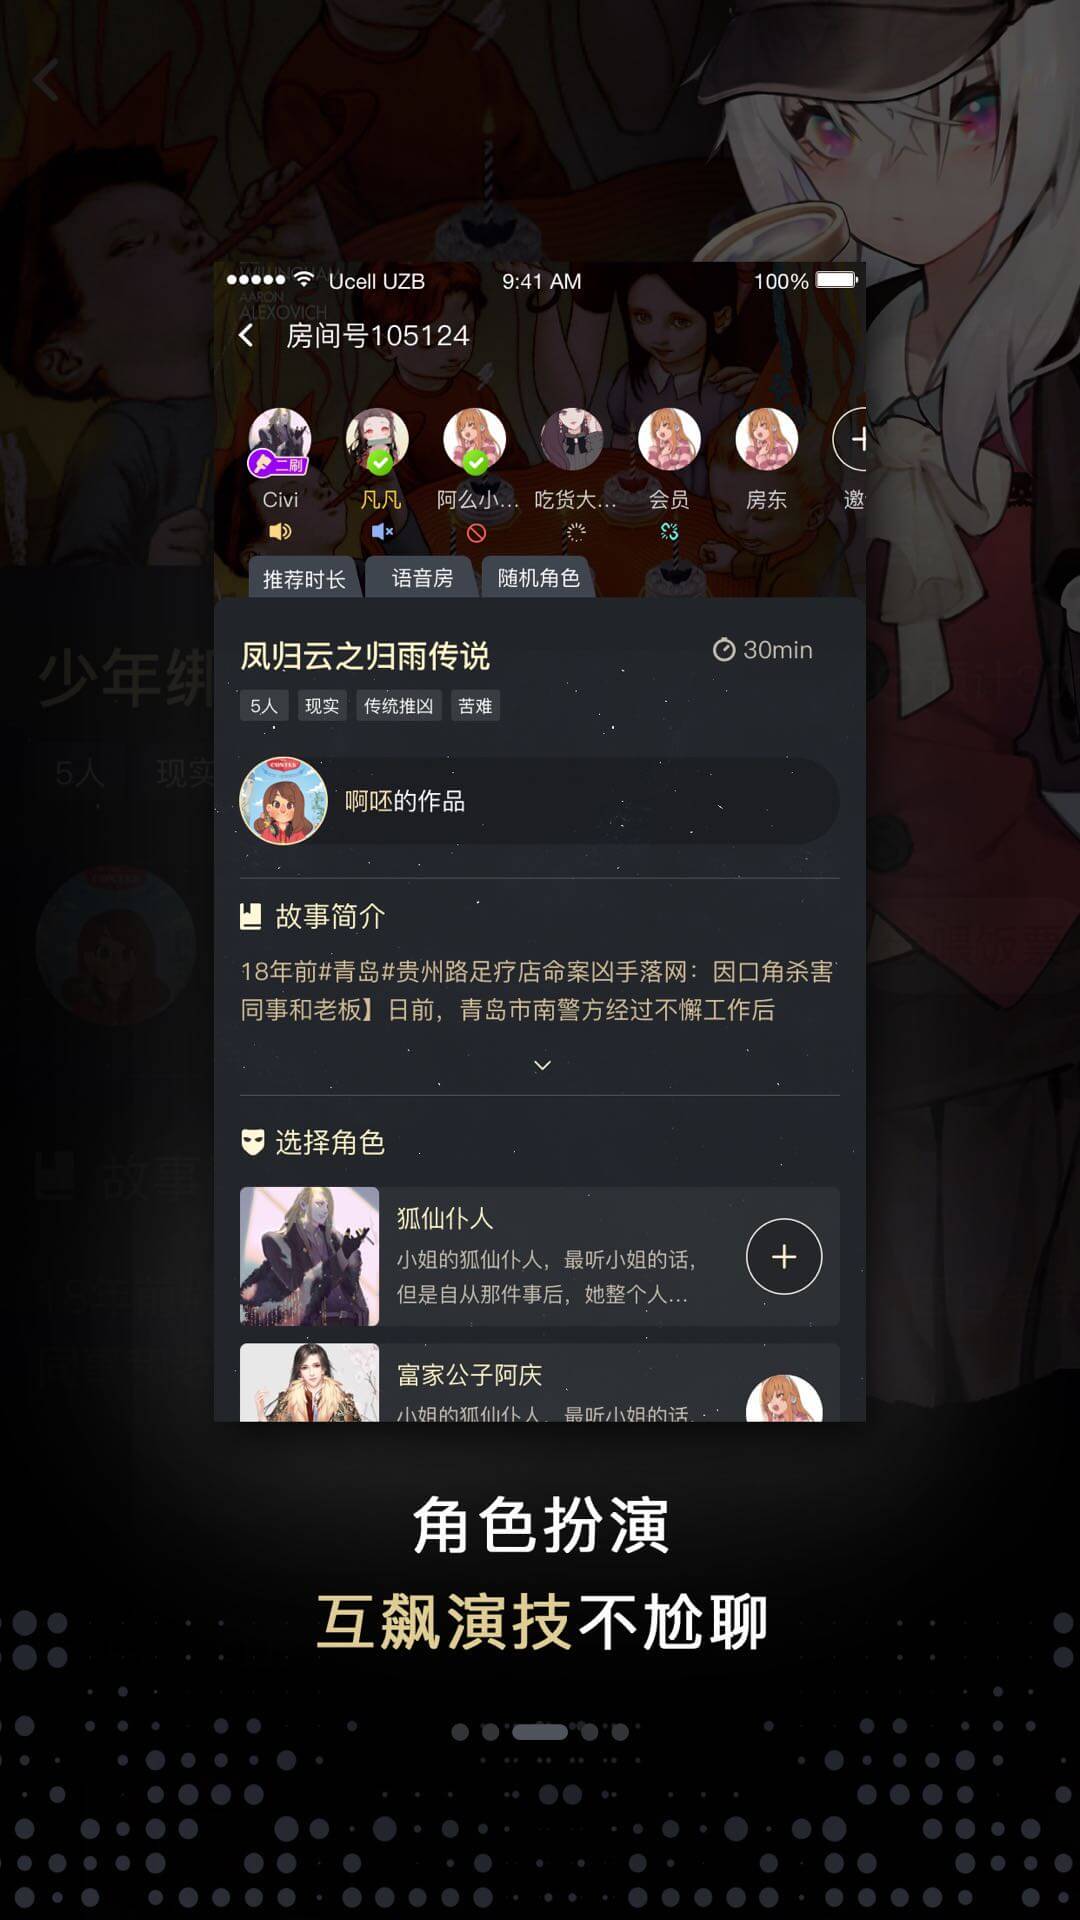 Ucell UZB
9:41 AM
100%
AARON
ALEXOVICH
房间号105124
二刷
Civi
凡凡
阿么小...
吃货大...
会员
房东
邀
推荐时长
语音房
随机角色
凤归云之归雨传说
30min
5人
现实
传统推凶
苦难
少年绑
5人
现实
啊呸的作品
故事简介
18年前#青岛#贵州路足疗店命案凶手落网：因口角杀害
同事和老板】日前，青岛市南警方经过不懈工作后
选择角色
故事
狐仙仆人
小姐的狐仙仆人，最听小姐的话，
但是自从那件事后，她整个人...
富家公子阿庆
小姐的狐仙仆人，最听小姐的话，
角色扮演
互飙演技不尬聊